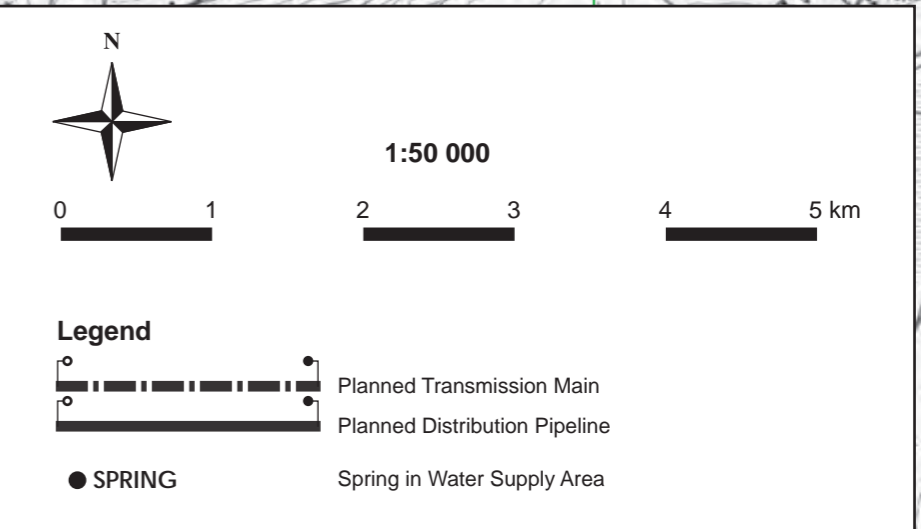 N
1:50 000
0 1 2 3 4 5 km
Legend
Planned Transmission Main
Planned Distribution Pipeline
SPRING Spring in Water Supply Area